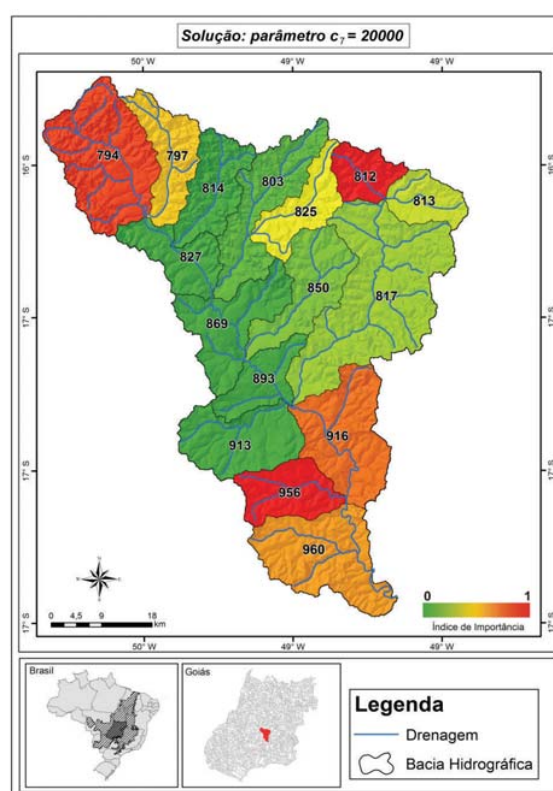 Solução: parâmetro c7 = 20000
50° W 49° W 49° W
16° S 16° S
794
797
814
803
825
812
813
827
850
817
17° S 17° S
869
893
913
916
17° S 17° S
956
960
0 1
Índice de Importância
N
0 4,5 9 18
km
17° S 17° S
50° W 49° W 49° W
Brasil
Goiás
Legenda
Drenagem
Bacia Hidrográfica